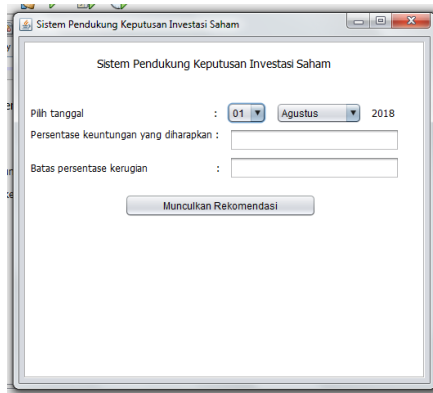 Sistem Pendukung Keputusan Investasi Saham
Sistem Pendukung Keputusan Investasi Saham
Pilih tanggal : 01 Agustus 2018
Persentase keuntungan yang diharapkan :
Batas persentase kerugian :
Munculkan Rekomendasi